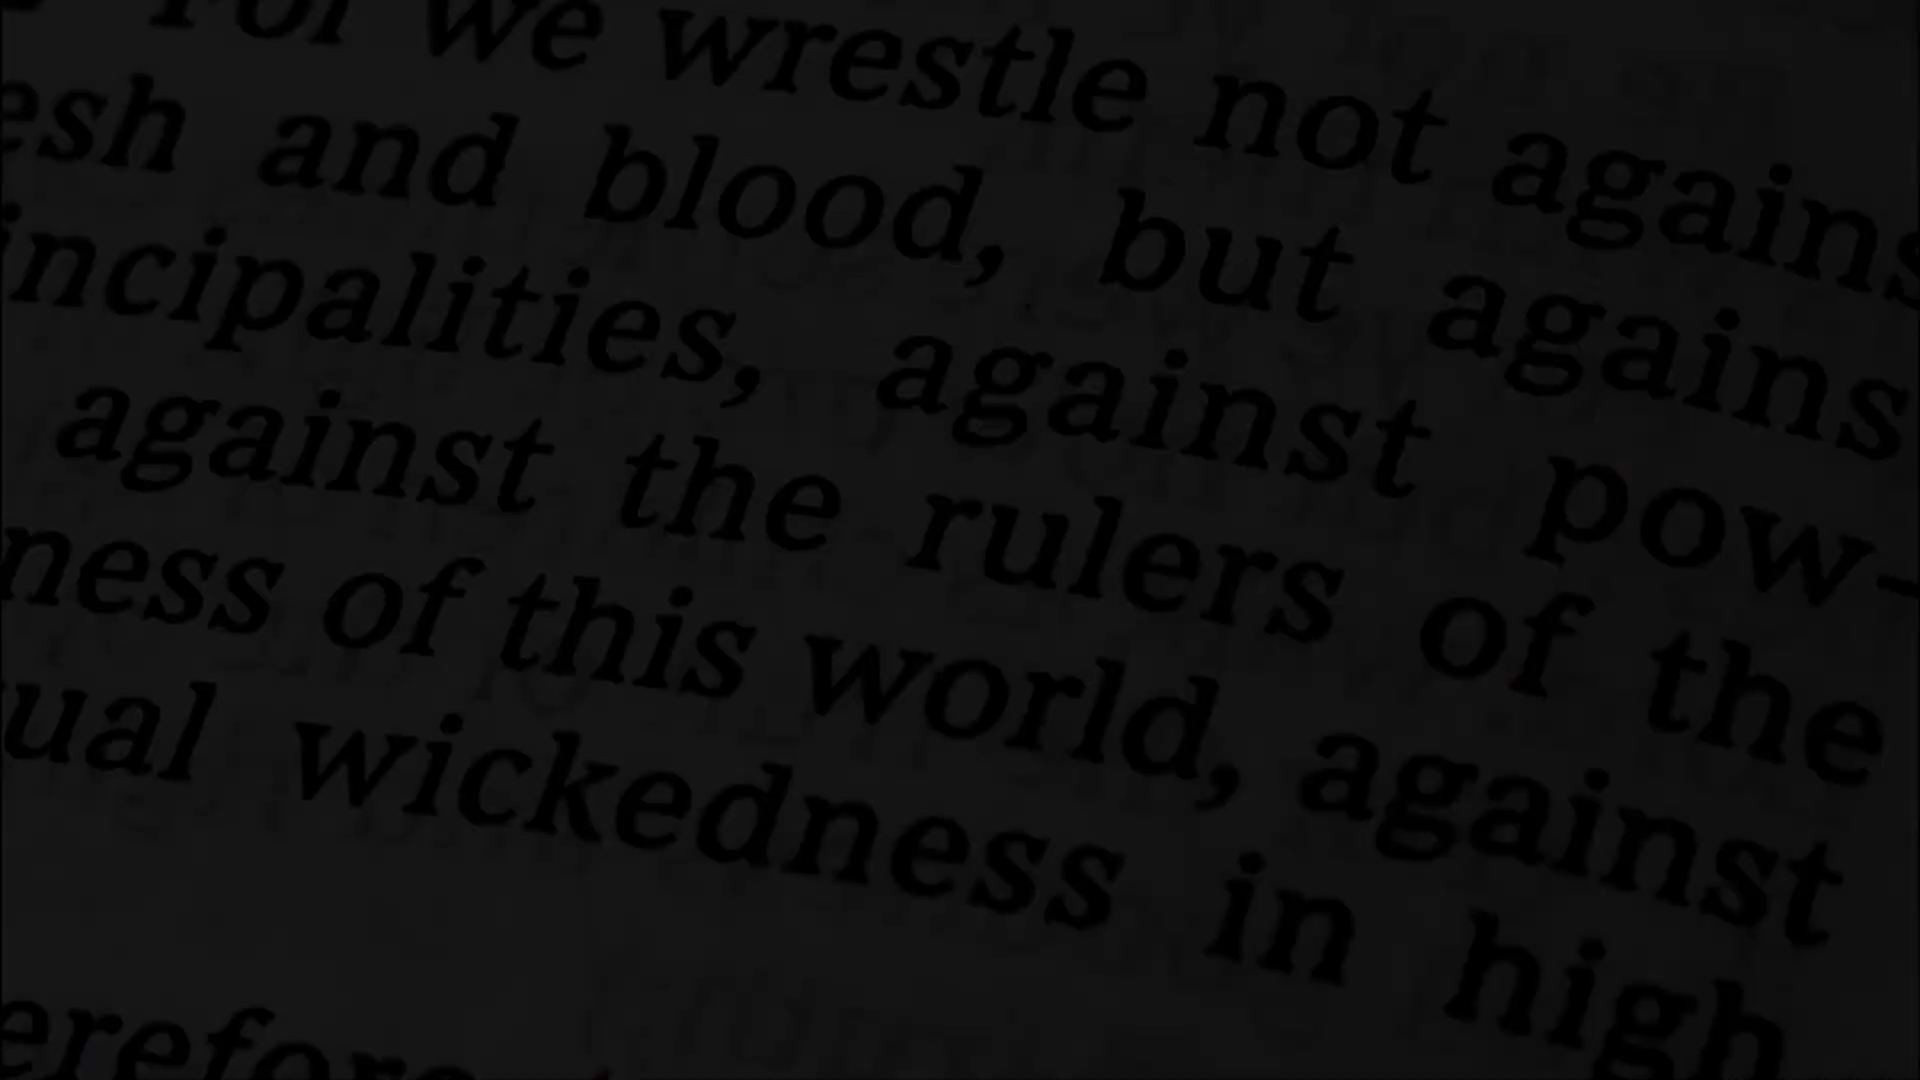 For we wrestle not agains
esh and blood, but agains
incipalities, against pow-
against the rulers of the
ness of this world, against
ual wickedness in high
erefore